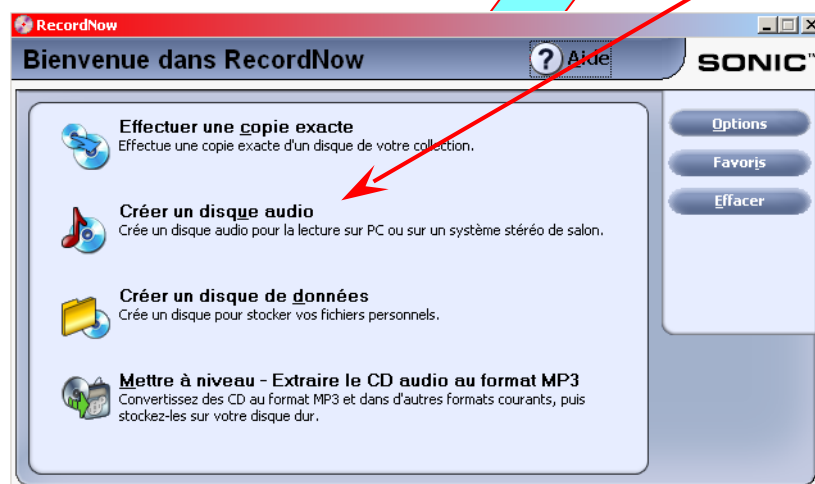 RecordNow
Bienvenue dans RecordNow
? Aide
SONIC™
Effectuer une copie exacte
Effectue une copie exacte d'un disque de votre collection.
Créer un disque audio
Crée un disque audio pour la lecture sur PC ou sur un système stéréo de salon.
Créer un disque de données
Crée un disque pour stocker vos fichiers personnels.
Mettre à niveau - Extraire le CD audio au format MP3
Convertissez des CD au format MP3 et dans d'autres formats courants, puis
stockez-les sur votre disque dur.
Options
Favoris
Effacer